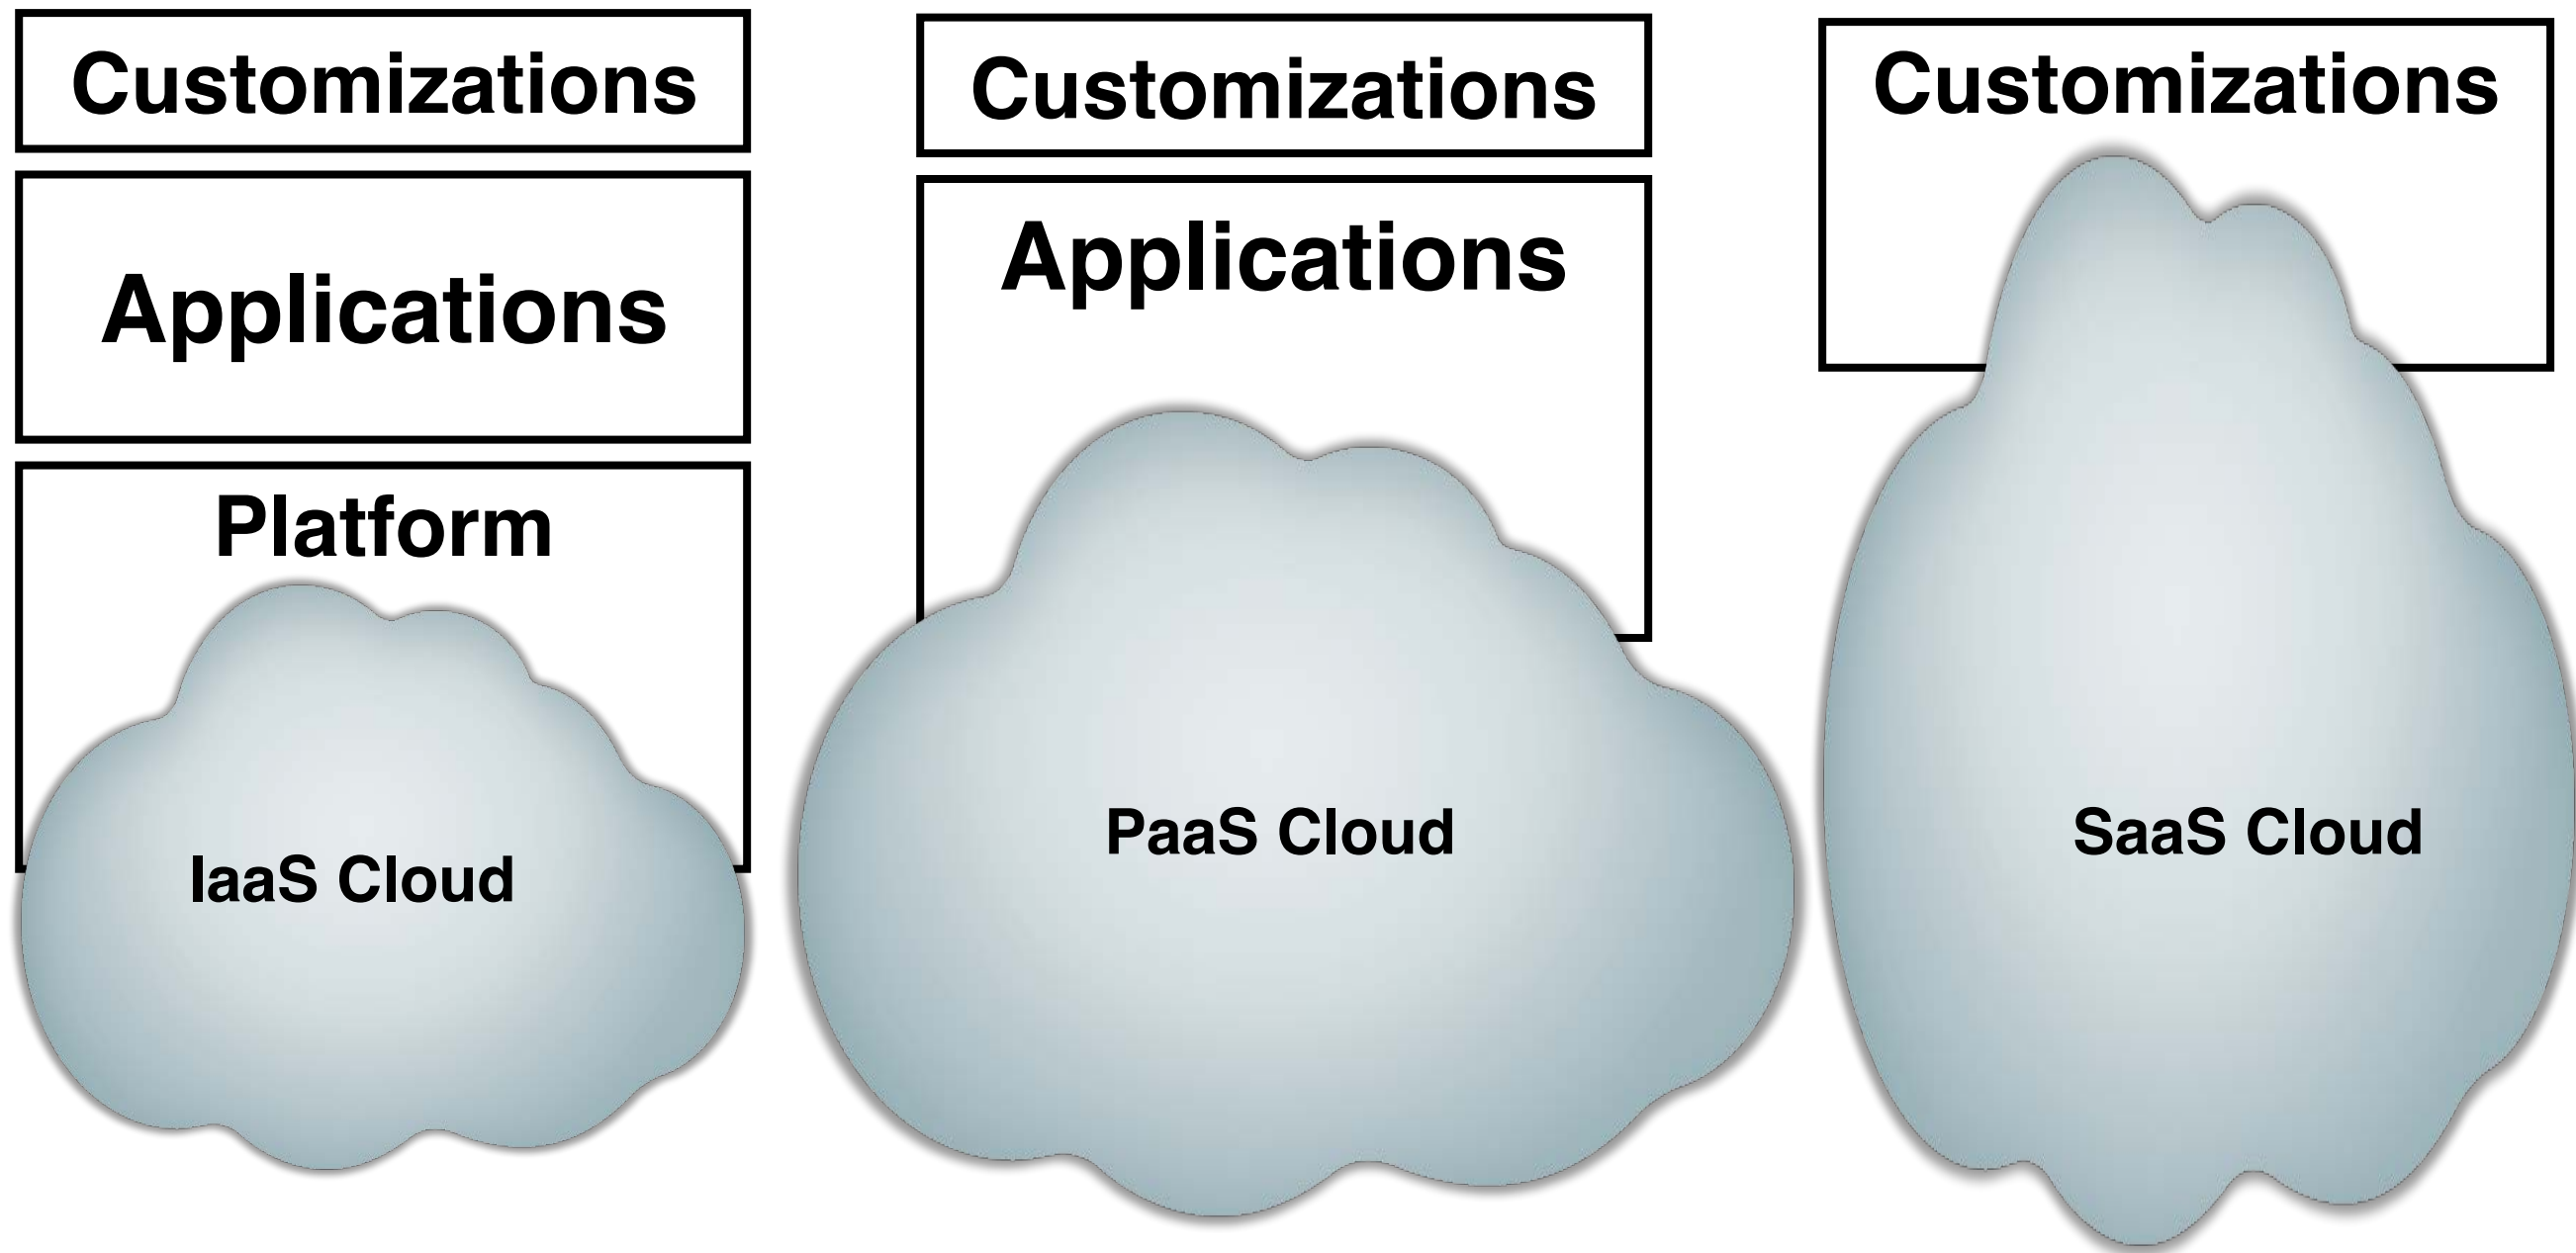 Customizations
Applications
Platform
IaaS Cloud
Customizations
Applications
PaaS Cloud
Customizations
SaaS Cloud